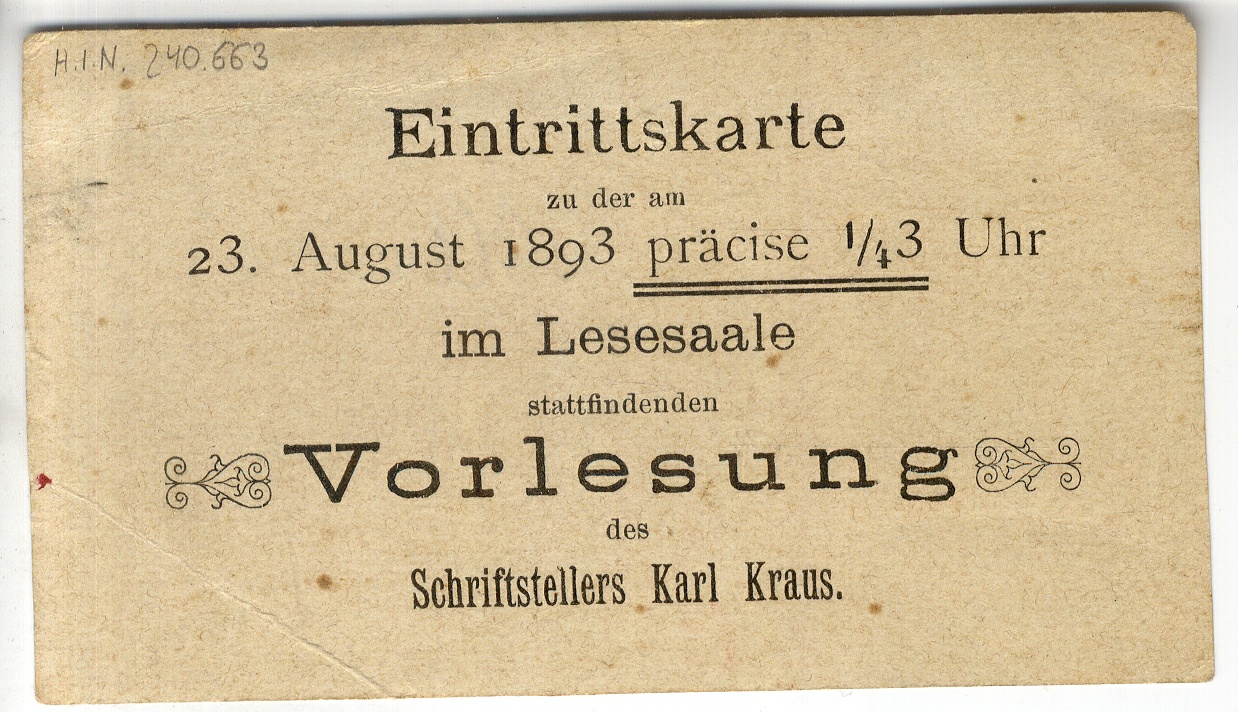 H.I.N. 240.663
Eintrittskarte
zu der am
23. August 1893 präcise 1/43 Uhr
im Lesesaale
stattfindenden
Vorlesung
des
Schriftstellers Karl Kraus.